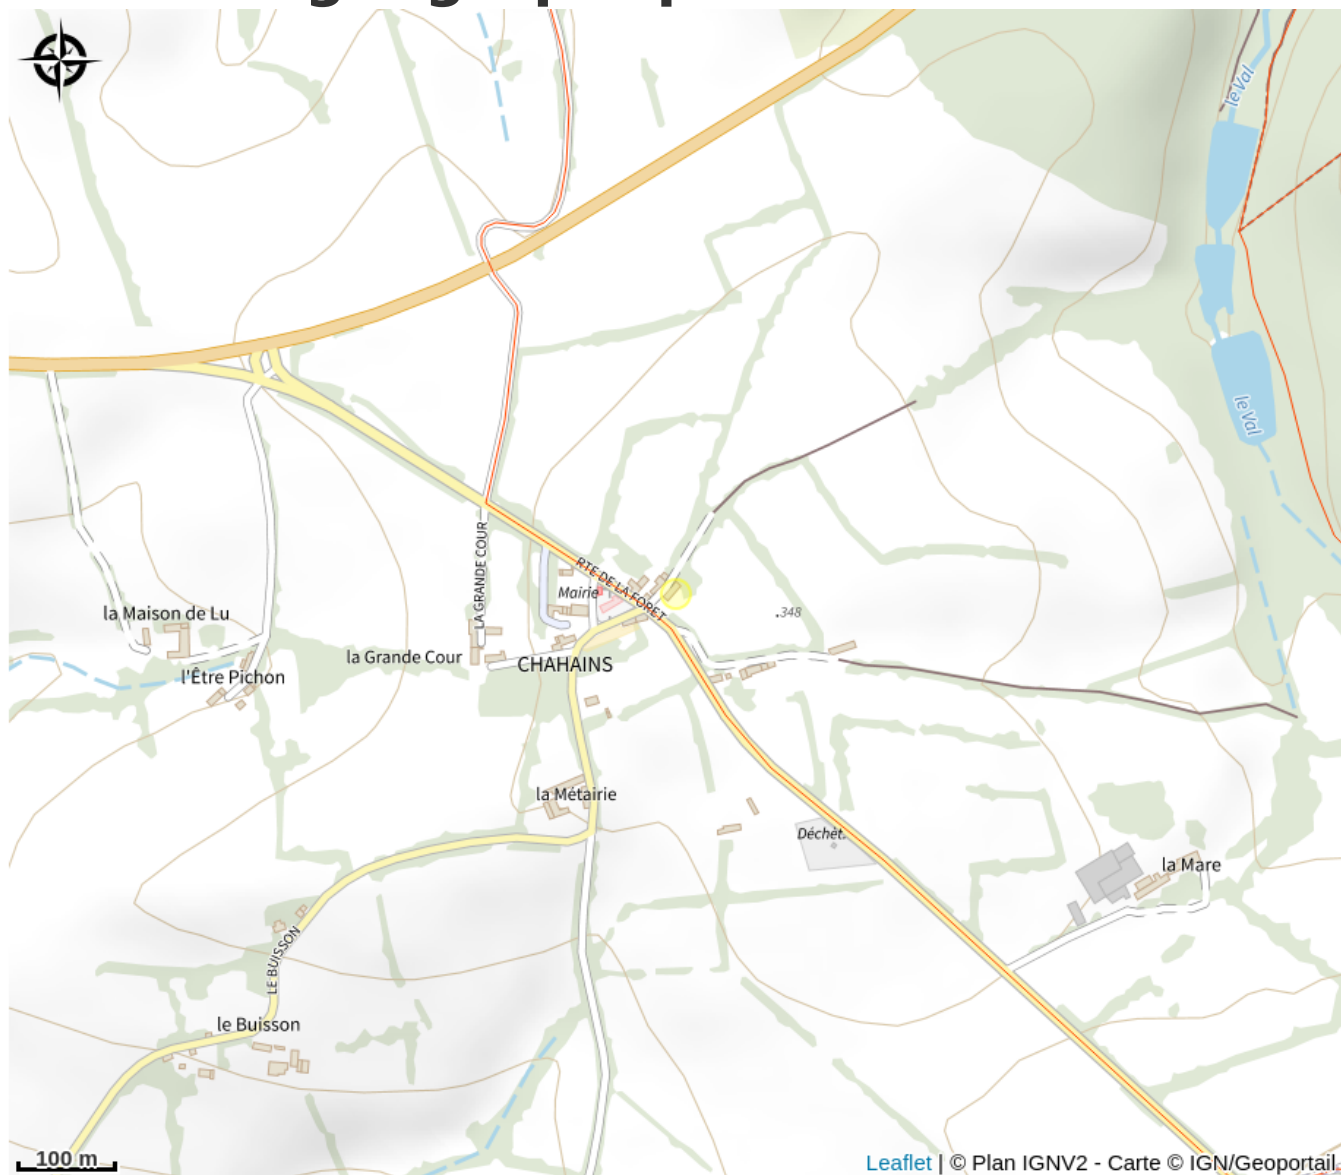 le Val
le Val
LA GRANDE COUR
RTE DE LA FORET
Mairie
.348
la Maison de Lu
la Grande Cour
CHAHAINS
l'Être Pichon
la Métairie
Déchèt.
la Mare
LE BUISSON
le Buisson
100 m
Leaflet | © Plan IGNV2 - Carte © IGN/Geoportail